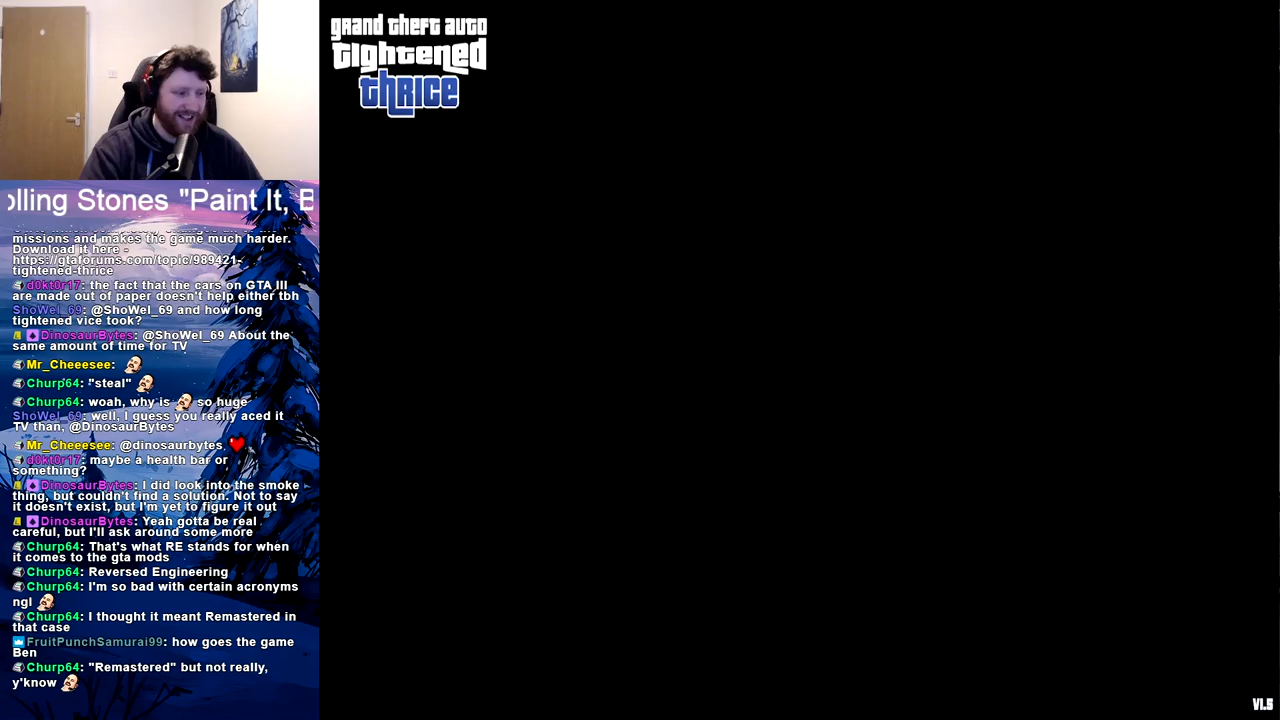 grand theft auto
tightened
thrice
olling Stones "Paint It, B
missions and makes the game much harder.
Download it here -
https://gtaforums.com/topic/989421-
tightened-thrice
d0kt0r17: the fact that the cars on GTA III
are made out of paper doesn't help either tbh
ShoWel_69: @ShoWel_69 and how long
tightened vice took?
DinosaurBytes: @ShoWel_69 About the
same amount of time for TV
Mr_Cheeesee:
Churp64: "steal"
Churp64: woah, why is so huge
ShoWel_69: well, I guess you really aced it
TV than, @DinosaurBytes
Mr_Cheeesee: @dinosaurbytes
d0kt0r17: maybe a health bar or
something?
DinosaurBytes: I did look into the smoke
thing, but couldn't find a solution. Not to say
it doesn't exist, but I'm yet to figure it out
DinosaurBytes: Yeah gotta be real
careful, but I'll ask around some more
Churp64: That's what RE stands for when
it comes to the gta mods
Churp64: Reversed Engineering
Churp64: I'm so bad with certain acronyms
ngl
Churp64: I thought it meant Remastered in
that case
FruitPunchSamurai99: how goes the game
Ben
Churp64: "Remastered" but not really,
y'know
V1.5